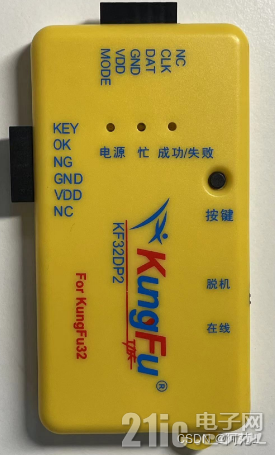 NC
CLK
DAT
GND
VDD
MODE
电源 忙 成功/失败
KEY
OK
NG
GND
VDD
NC
按键
KungFu
®
KF32DP2
脱机
在线
For KungFu32
21ic电子网